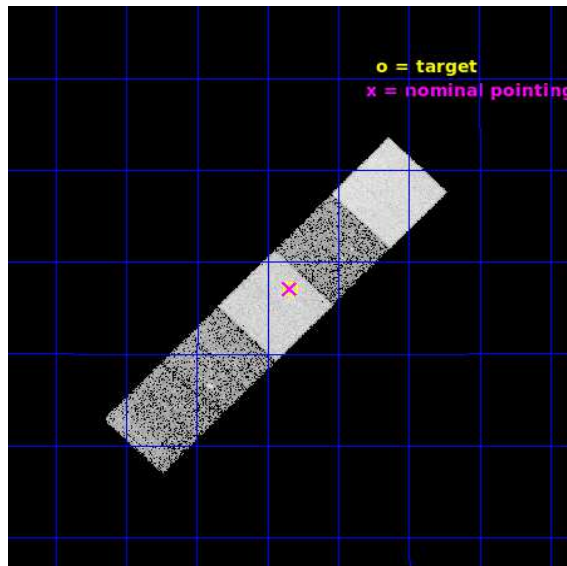 o = target
x = nominal pointing